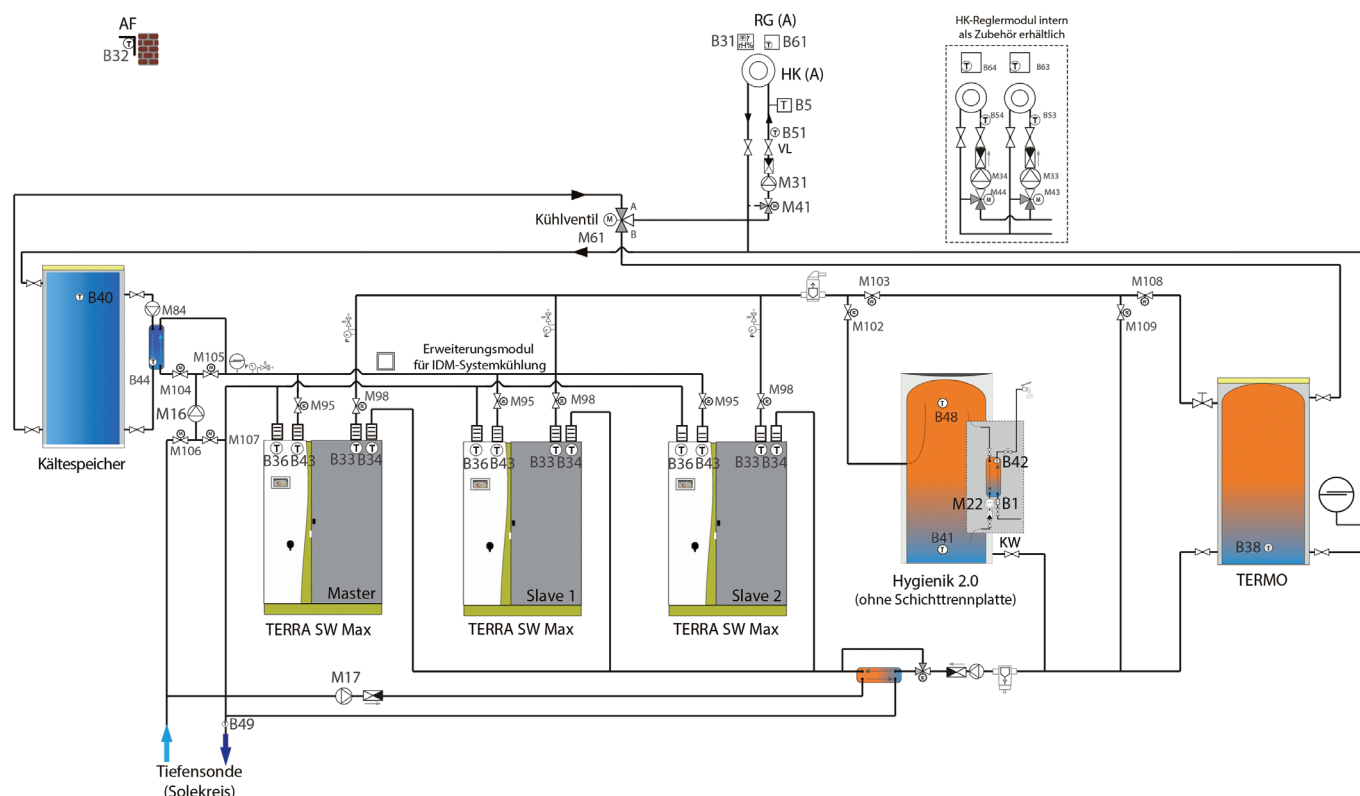 AF
B32
RG (A)
B31
rH%
B61
HK (A)
B5
B51
VL
M31
M41
HK-Reglermodul intern
als Zubehör erhältlich
B64
B63
B54
B53
M34
M33
M44
M43
A
Kühlventil
B
M61
M103
M108
M102
M109
B40
M84
B44
M105
M104
M16
M106
M107
Kältespeicher
Erweiterungsmodul
für IDM-Systemkühlung
M95
M98
M95
M98
M95
M98
B36
B43
B33
B34
B36
B43
B33
B34
B36
B43
B33
B34
Master
Slave 1
Slave 2
TERRA SW Max
TERRA SW Max
TERRA SW Max
B48
B42
M22
B1
B41
KW
Hygienik 2.0
(ohne Schichttrennplatte)
B38
TERMO
M17
B49
Tiefensonde
(Solekreis)